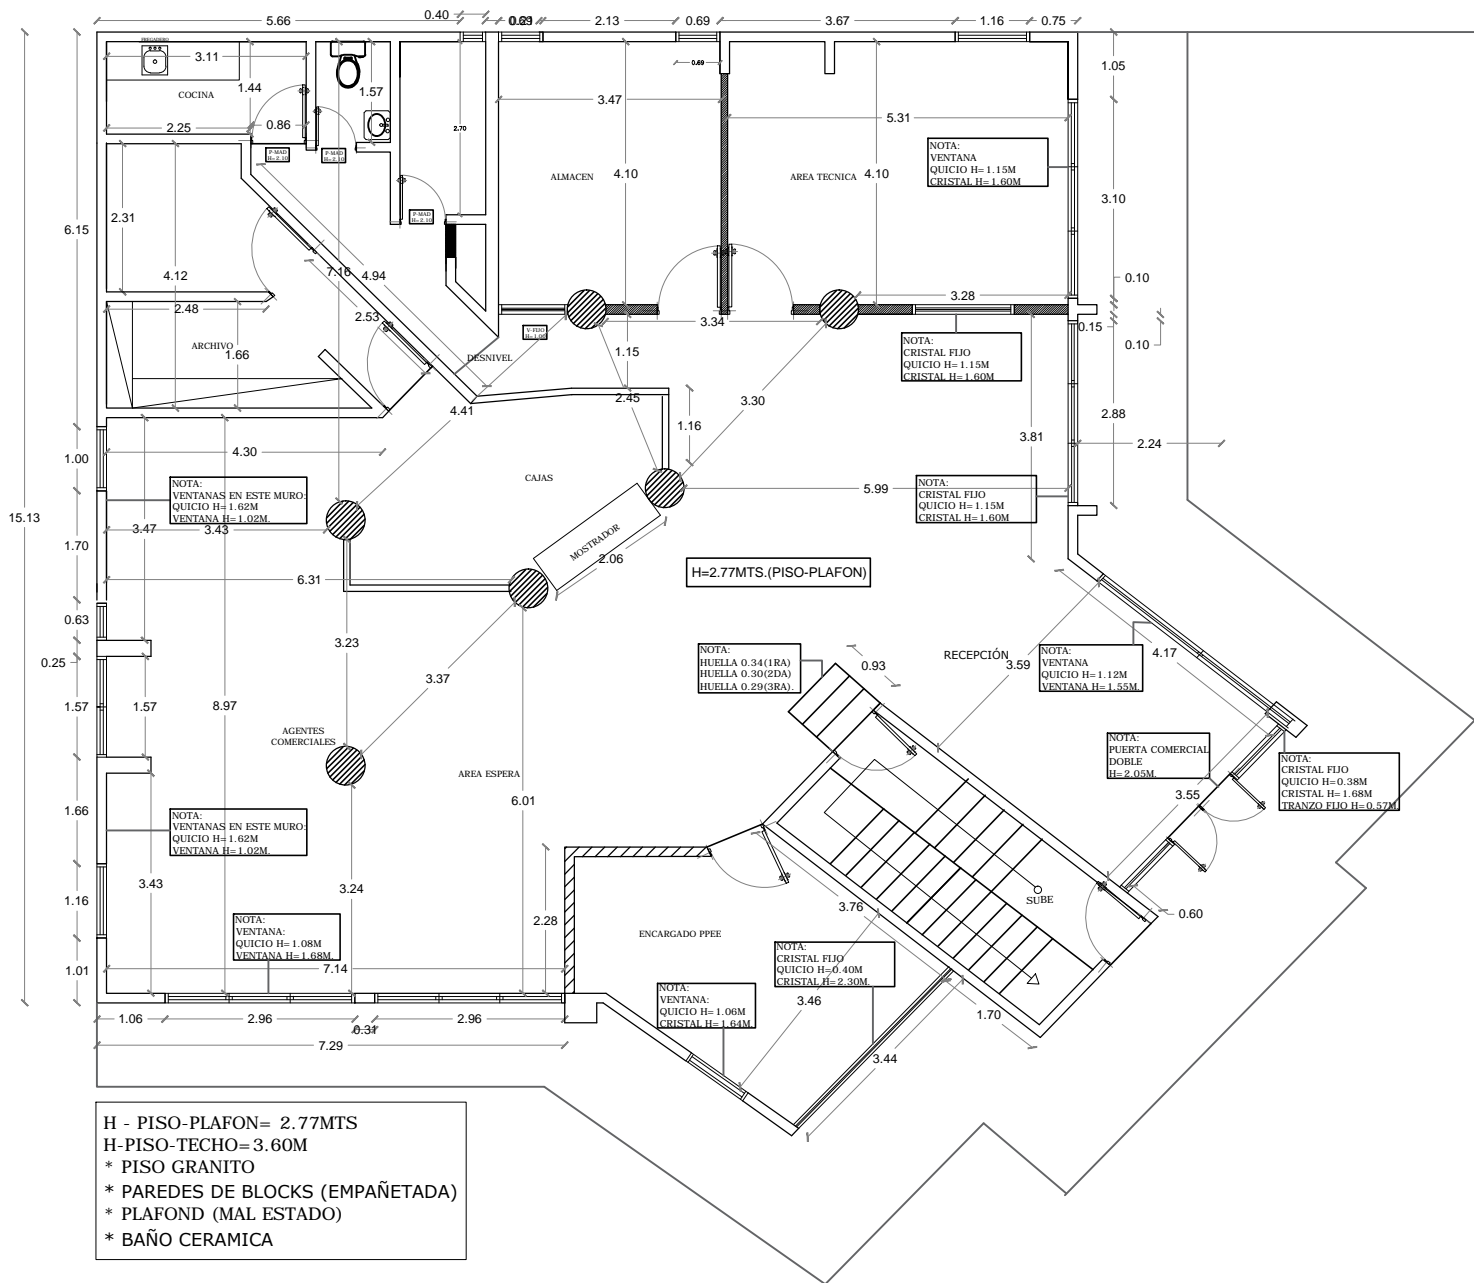 5.66
0.40
0.69
2.13
0.69
3.67
1.16
0.75
FREGADERO
3.11
1.44
COCINA
2.25
0.86
1.57
2.70
0.69
3.47
5.31
1.05
P-MAD
H=2.10
P-MAD
H=2.10
P-MAD
H=2.10
ALMACEN
4.10
AREA TECNICA
4.10
NOTA:
VENTANA
QUICIO H=1.15M
CRISTAL H=1.60M
3.10
6.15
2.31
4.12
7.16
4.94
2.48
2.53
3.28
0.10
0.15
0.10
ARCHIVO
1.66
V-FIJO
H=1.00
DESNIVEL
3.34
1.15
NOTA:
CRISTAL FIJO
QUICIO H=1.15M
CRISTAL H=1.60M
4.41
2.45
3.30
1.16
3.81
2.88
2.24
1.00
4.30
NOTA:
VENTANAS EN ESTE MURO:
QUICIO H=1.62M
VENTANA H=1.02M.
CAJAS
5.99
NOTA:
CRISTAL FIJO
QUICIO H=1.15M
CRISTAL H=1.60M
15.13
3.47
3.43
1.70
MOSTRADOR
2.06
6.31
H=2.77MTS.(PISO-PLAFON)
0.63
0.25
3.23
3.37
NOTA:
HUELLA 0.34(1RA)
HUELLA 0.30(2DA)
HUELLA 0.29(3RA).
0.93
RECEPCIÓN
3.59
NOTA:
VENTANA
QUICIO H=1.12M
VENTANA H=1.55M.
4.17
1.57
1.57
8.97
AGENTES
COMERCIALES
AREA ESPERA
6.01
NOTA:
PUERTA COMERCIAL
DOBLE
H=2.05M.
NOTA:
CRISTAL FIJO
QUICIO H=0.38M
CRISTAL H=1.68M
TRANZO FIJO H=0.57M
3.55
1.66
NOTA:
VENTANAS EN ESTE MURO:
QUICIO H=1.62M
VENTANA H=1.02M.
3.43
3.24
1.16
1.01
2.28
NOTA:
VENTANA:
QUICIO H=1.08M
VENTANA H=1.68M.
7.14
3.76
SUBE
0.60
ENCARGADO PPEE
NOTA:
CRISTAL FIJO
QUICIO H=0.40M
CRISTAL H=2.30M.
NOTA:
VENTANA:
QUICIO H=1.06M
CRISTAL H=1.64M.
3.46
1.70
3.44
1.06
2.96
0.31
2.96
7.29
H - PISO-PLAFON= 2.77MTS
H-PISO-TECHO=3.60M
* PISO GRANITO
* PAREDES DE BLOCKS (EMPAÑETADA)
* PLAFOND (MAL ESTADO)
* BAÑO CERAMICA